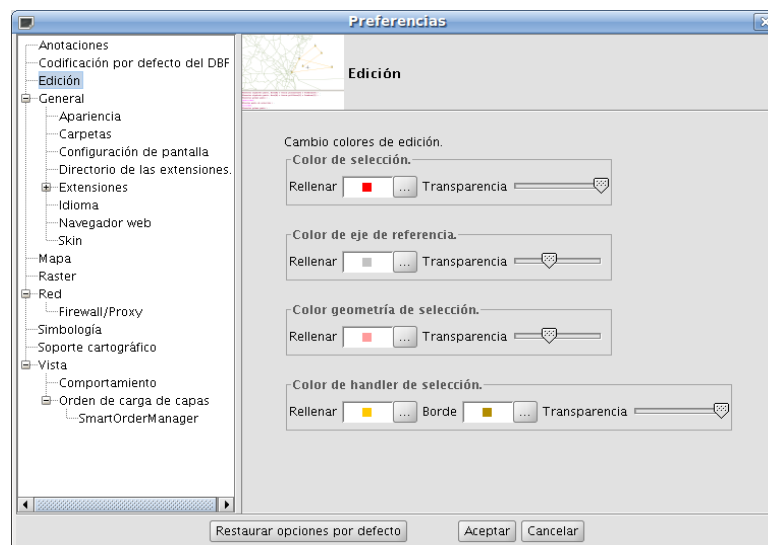 Preferencias
Anotaciones
Codificación por defecto del DBF
Edición
General
Apariencia
Carpetas
Configuración de pantalla
Directorio de las extensiones.
Extensiones
Idioma
Navegador web
Skin
Mapa
Raster
Red
Firewall/Proxy
Simbología
Soporte cartográfico
Vista
Comportamiento
Orden de carga de capas
SmartOrderManager
Edición
Cambio colores de edición.
Color de selección.
Rellenar ... Transparencia
Color de eje de referencia.
Rellenar ... Transparencia
Color geometría de selección.
Rellenar ... Transparencia
Color de handler de selección.
Rellenar ... Borde ... Transparencia
Restaurar opciones por defecto Aceptar Cancelar